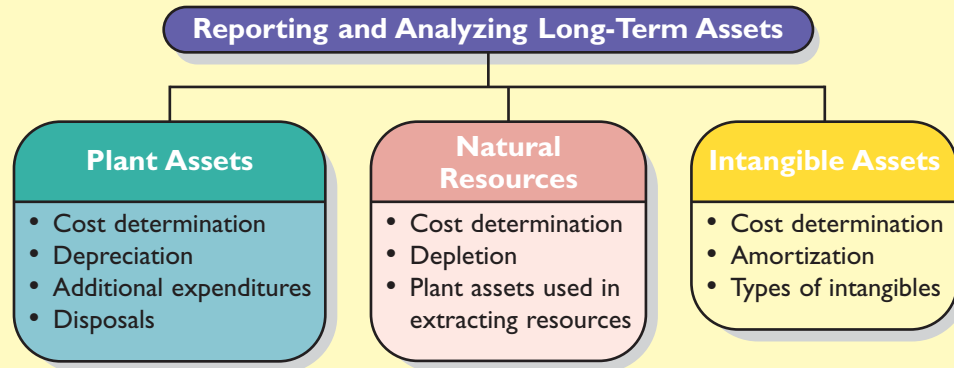 Reporting and Analyzing Long-Term Assets
Plant Assets
• Cost determination
• Depreciation
• Additional expenditures
• Disposals
Natural
Resources
• Cost determination
• Depletion
• Plant assets used in
extracting resources
Intangible Assets
• Cost determination
• Amortization
• Types of intangibles